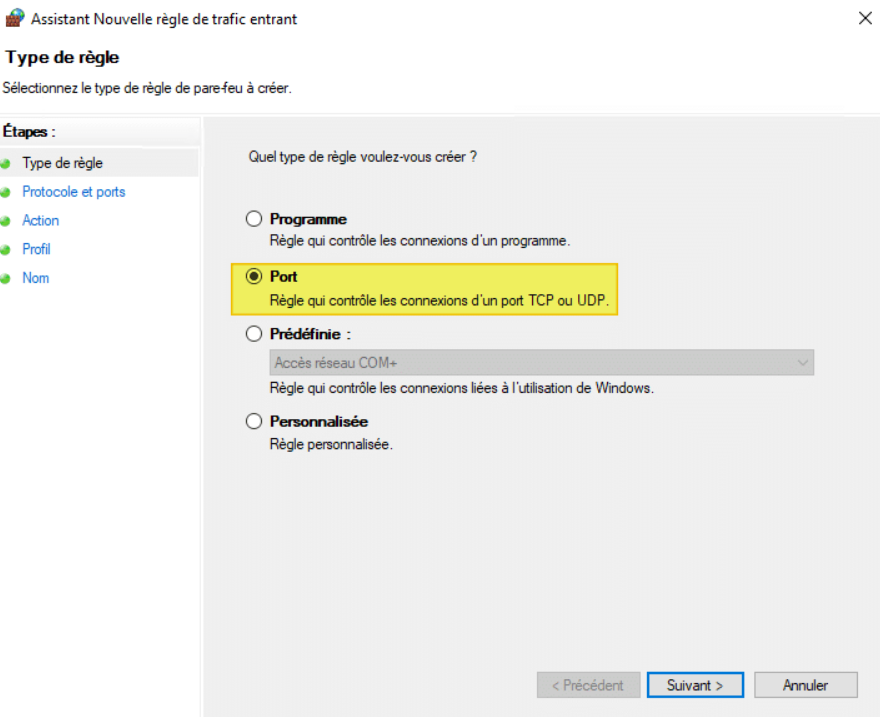 Assistant Nouvelle règle de trafic entrant
Type de règle
Sélectionnez le type de règle de pare-feu à créer.
Étapes :
Type de règle
Protocole et ports
Action
Profil
Nom
Quel type de règle voulez-vous créer ?
Programme
Règle qui contrôle les connexions d'un programme.
Port
Règle qui contrôle les connexions d'un port TCP ou UDP.
Prédéfinie :
Accès réseau COM+
Règle qui contrôle les connexions liées à l'utilisation de Windows.
Personnalisée
Règle personnalisée.
< Précédent
Suivant >
Annuler